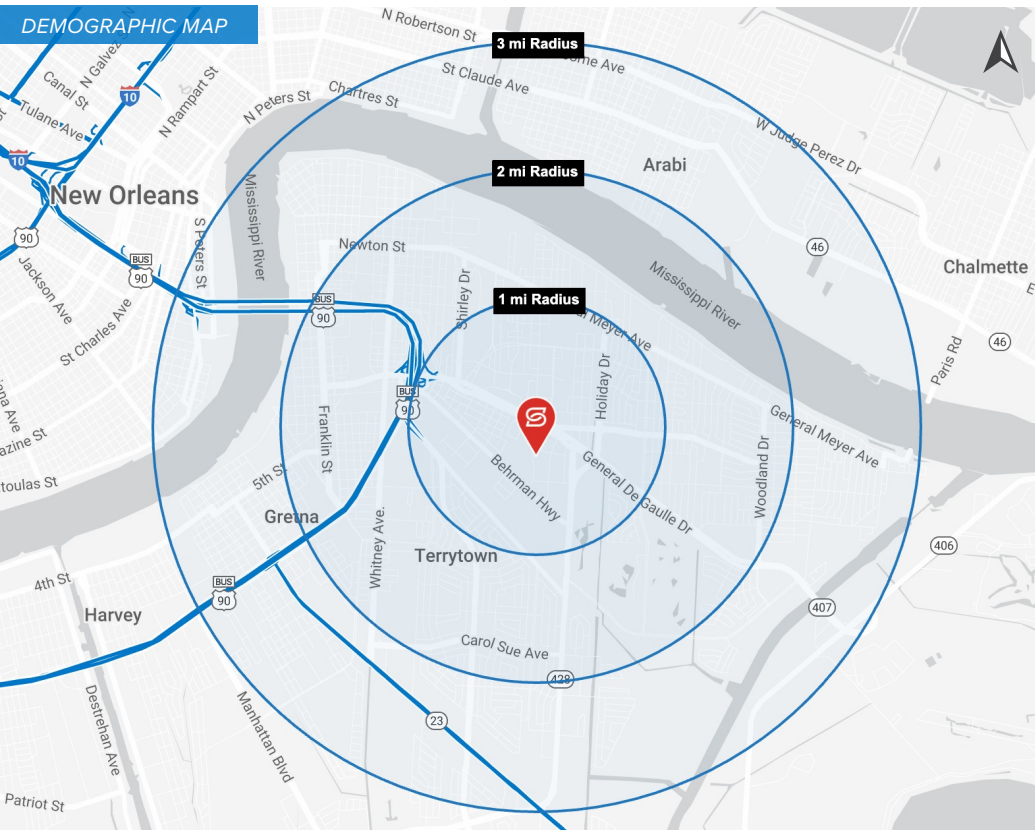 DEMOGRAPHIC MAP
N Robertson St
3 mi Radius
N Galvez St
St Claude Ave
Canal St
10
N Rampart St
Chartres St
N Peters St
Tulane Ave
W Judge Perez Dr
10
Arabi
2 mi Radius
New Orleans
Mississippi River
S Peters St
90
Newton St
46
BUS
90
Chalmette
Jackson Ave
Mississippi River
Shirley Dr
1 mi Radius
BUS
90
Meyer Ave
St Charles Ave
46
Paris Rd
Holiday Dr
BUS
90
General Meyer Ave
Franklin St
Woodland Dr
General De Gaulle Dr
Behrman Hwy
5th St
Gretna
Whitney Ave.
406
Terrytown
4th St
BUS
90
407
Harvey
Carol Sue Ave
428
Destrehan Ave
Manhattan Blvd
23
Patriot St